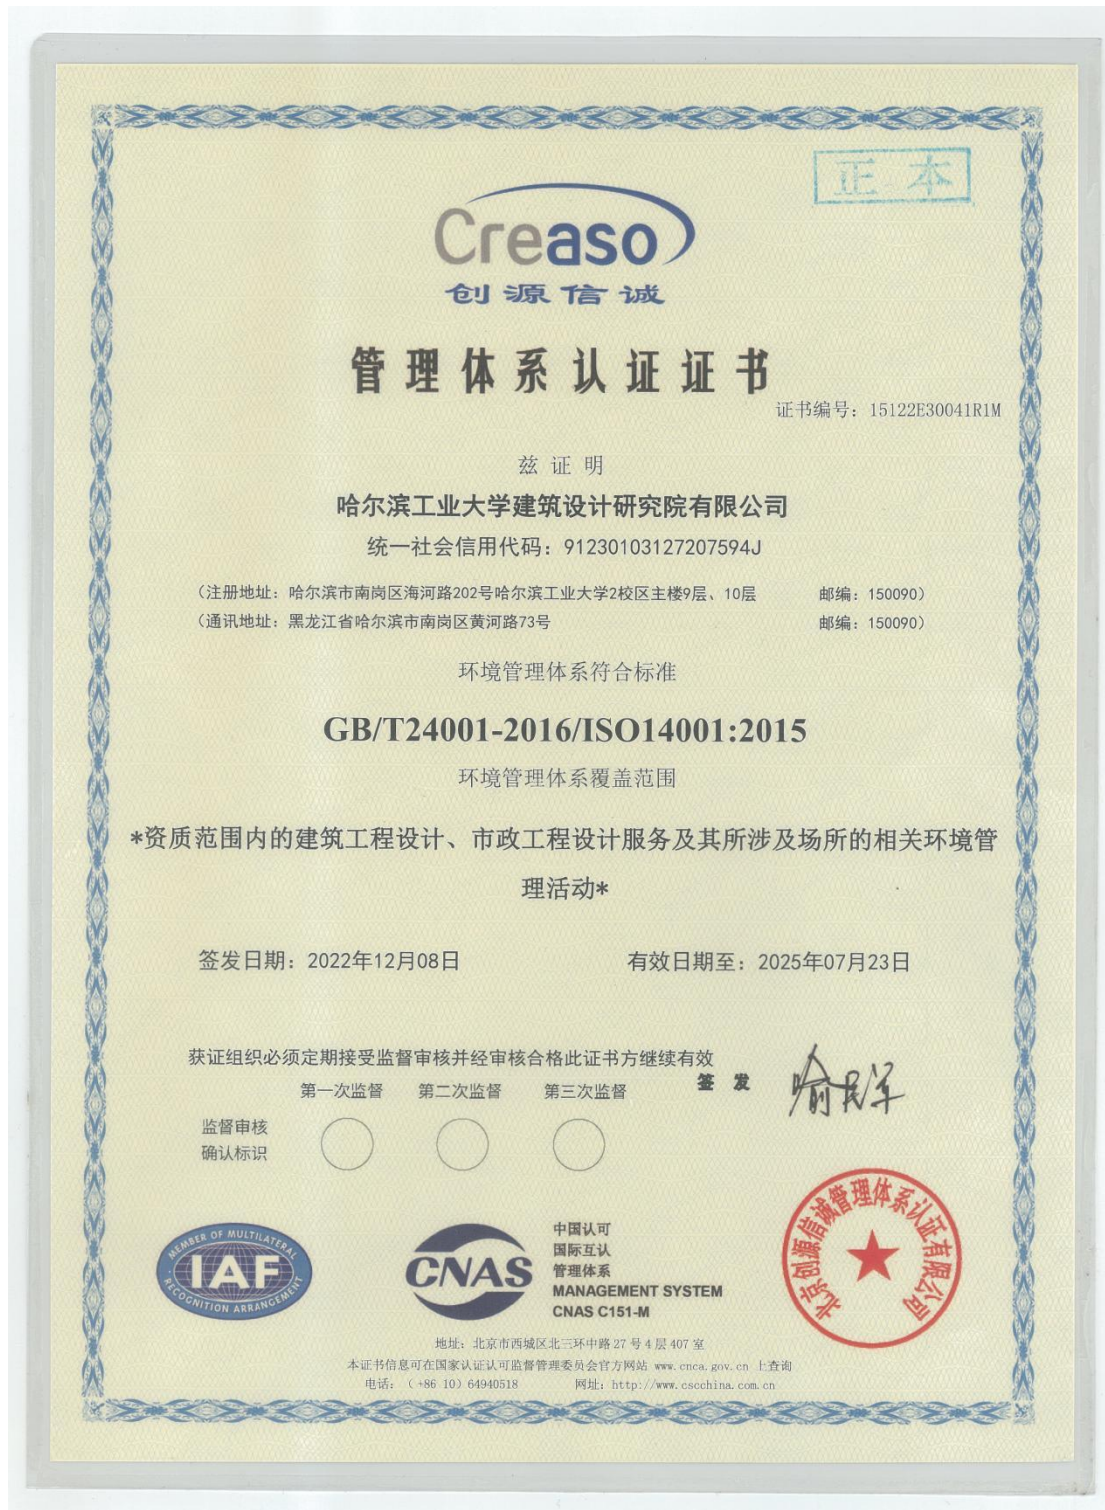 正本
Creaso
创源信诚
管理体系认证证书
证书编号：15122E30041R1M
兹证明
哈尔滨工业大学建筑设计研究院有限公司
统一社会信用代码：91230103127207594J
（注册地址：哈尔滨市南岗区海河路202号哈尔滨工业大学2校区主楼9层、10层 邮编：150090）
（通讯地址：黑龙江省哈尔滨市南岗区黄河路73号 邮编：150090）
环境管理体系符合标准
GB/T24001-2016/ISO14001:2015
环境管理体系覆盖范围
*资质范围内的建筑工程设计、市政工程设计服务及其所涉及场所的相关环境管
理活动*
签发日期：2022年12月08日 有效日期至：2025年07月23日
获证组织必须定期接受监督审核并经审核合格此证书方继续有效
签 发
第一次监督 第二次监督 第三次监督
监督审核
确认标识
MEMBER OF MULTILATERAL
IAF
RECOGNITION ARRANGEMENT
CNAS
中国认可
国际互认
管理体系
MANAGEMENT SYSTEM
CNAS C151-M
北京创源信诚管理体系认证有限公司
地址：北京市西城区北三环中路27号4层407室
本证书信息可在国家认证认可监督管理委员会官方网站 www.cnca.gov.cn 上查询
电话：（+86 10）64940518 网址：http://www.cscchina.com.cn